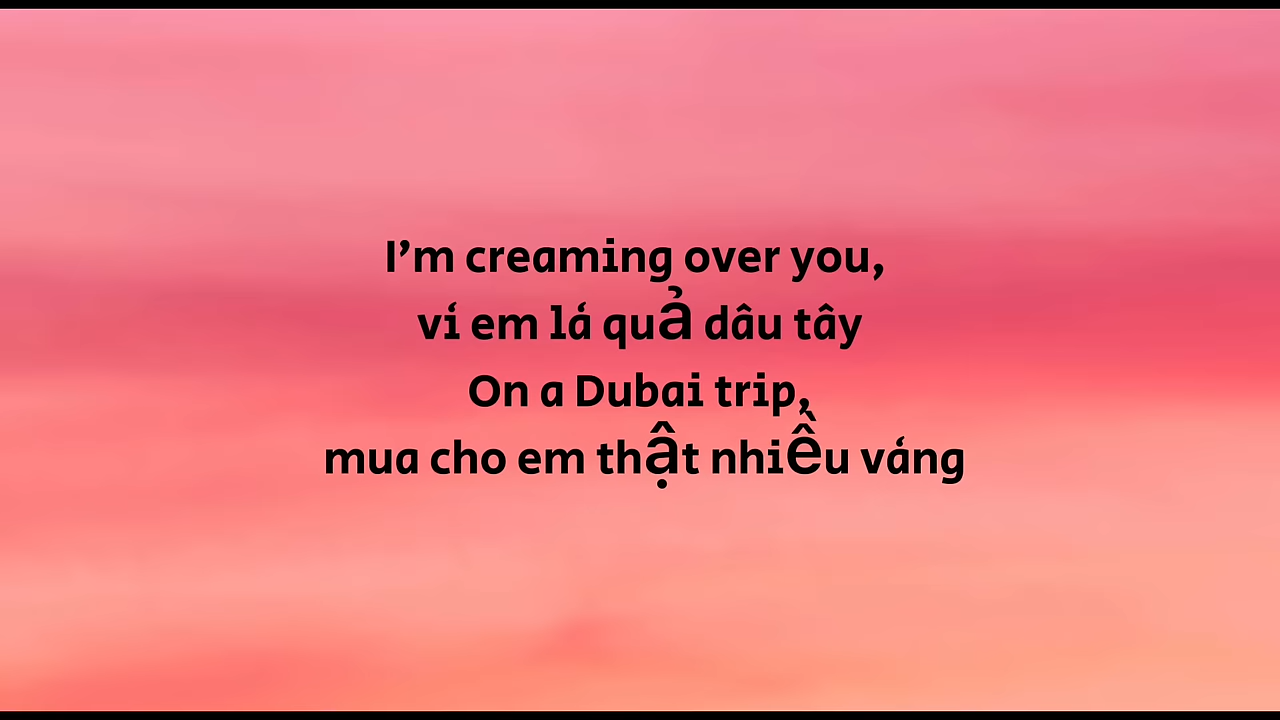 I’m creaming over you,
ví em lá quả dâu tây
On a Dubai trip,
mua cho em thật nhiều váng